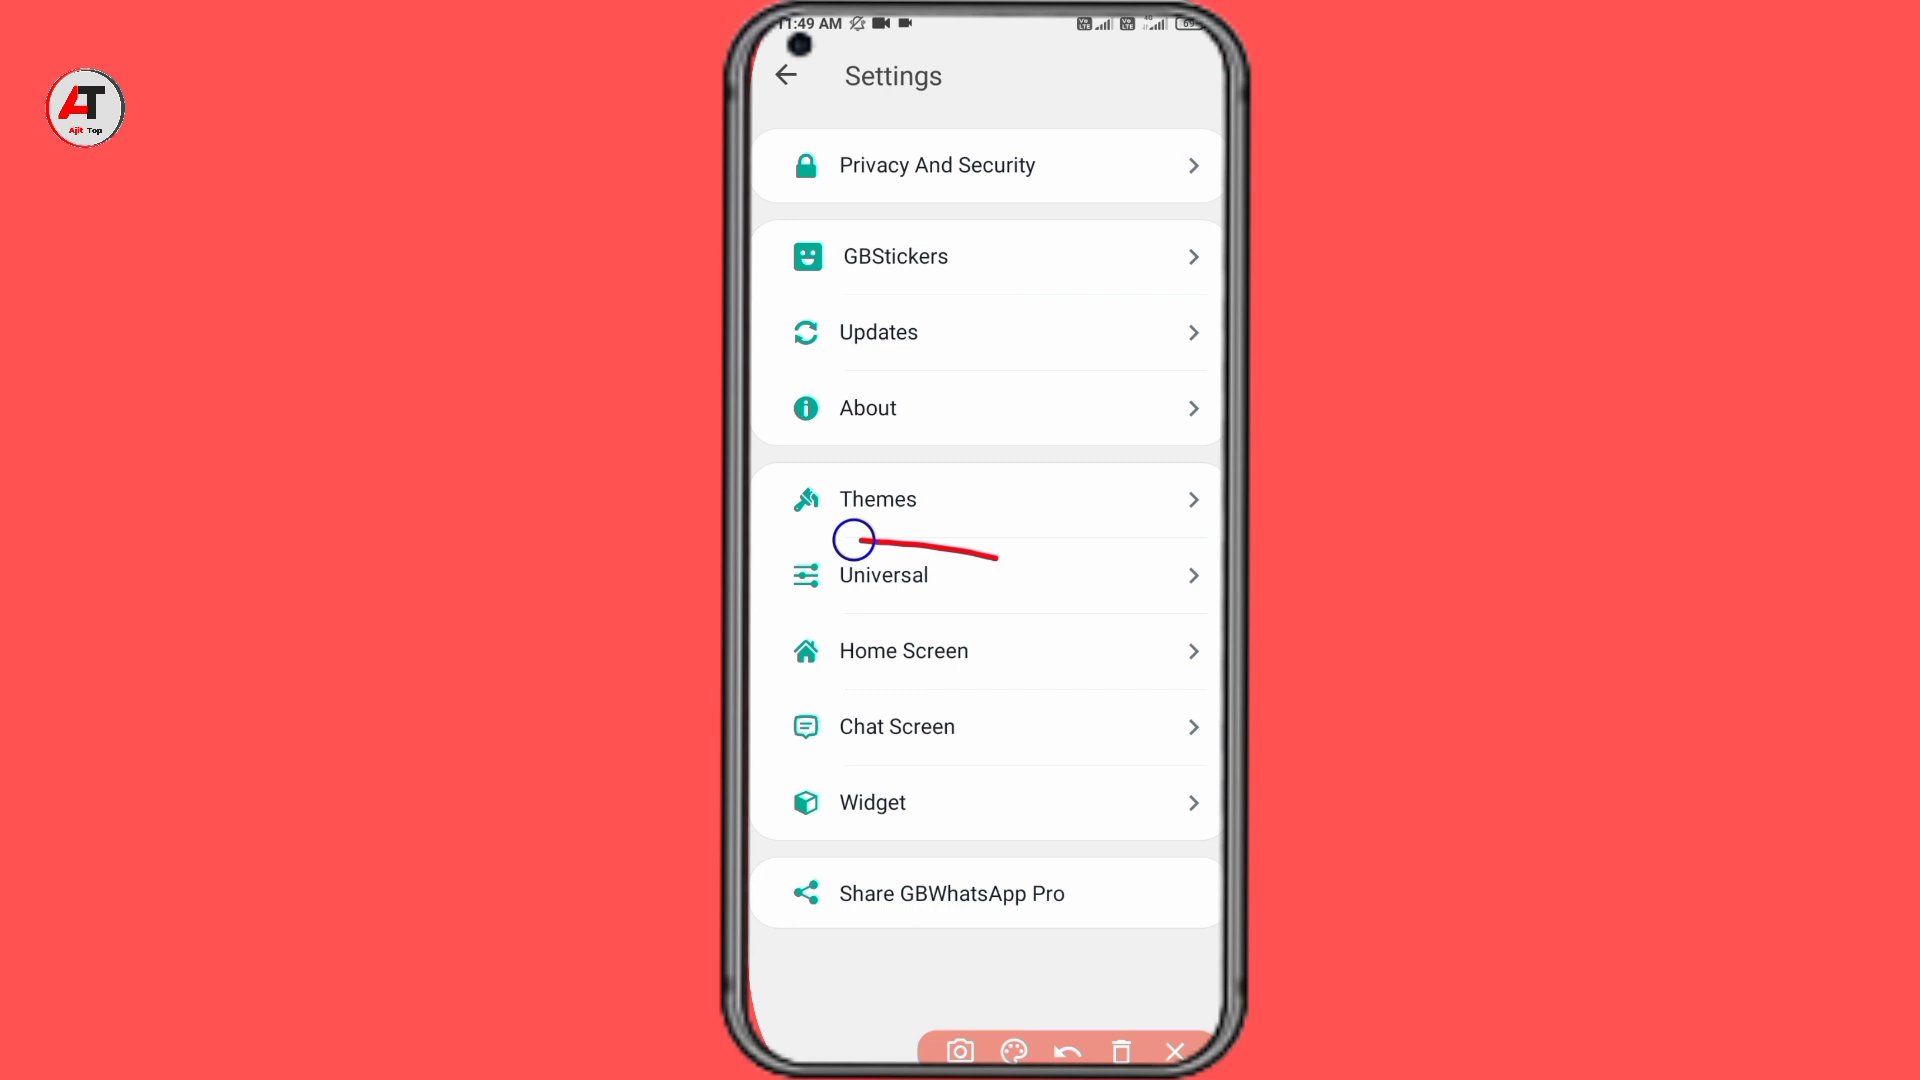 11:49 AM
Settings
AT
Ajit Top
Privacy And Security
GBStickers
Updates
About
Themes
Universal
Home Screen
Chat Screen
Widget
Share GBWhatsApp Pro